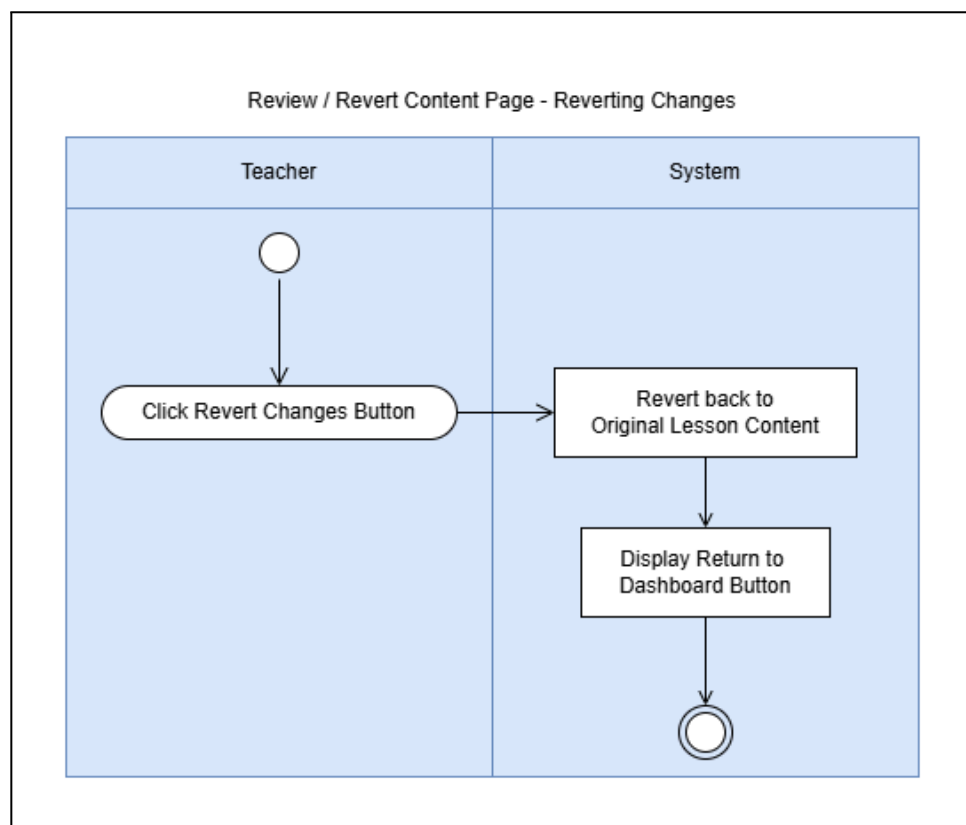 Review / Revert Content Page - Reverting Changes
Teacher
System
Click Revert Changes Button
Revert back to
Original Lesson Content
Display Return to
Dashboard Button